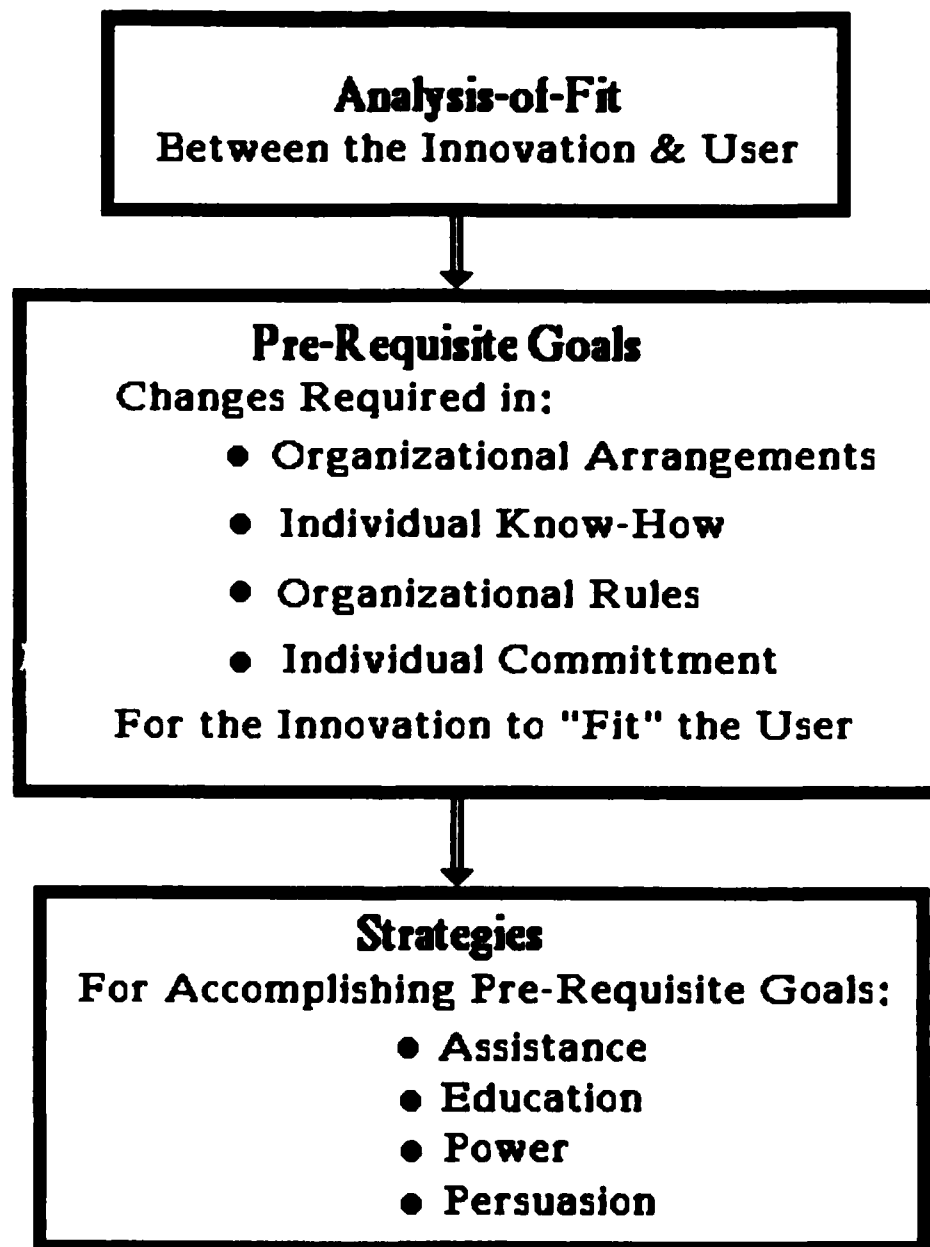 Analysis-of-Fit
Between the Innovation & User
Pre-Requisite Goals
Changes Required in:
● Organizational Arrangements
● Individual Know-How
● Organizational Rules
● Individual Committment
For the Innovation to "Fit" the User
Strategies
For Accomplishing Pre-Requisite Goals:
● Assistance
● Education
● Power
● Persuasion